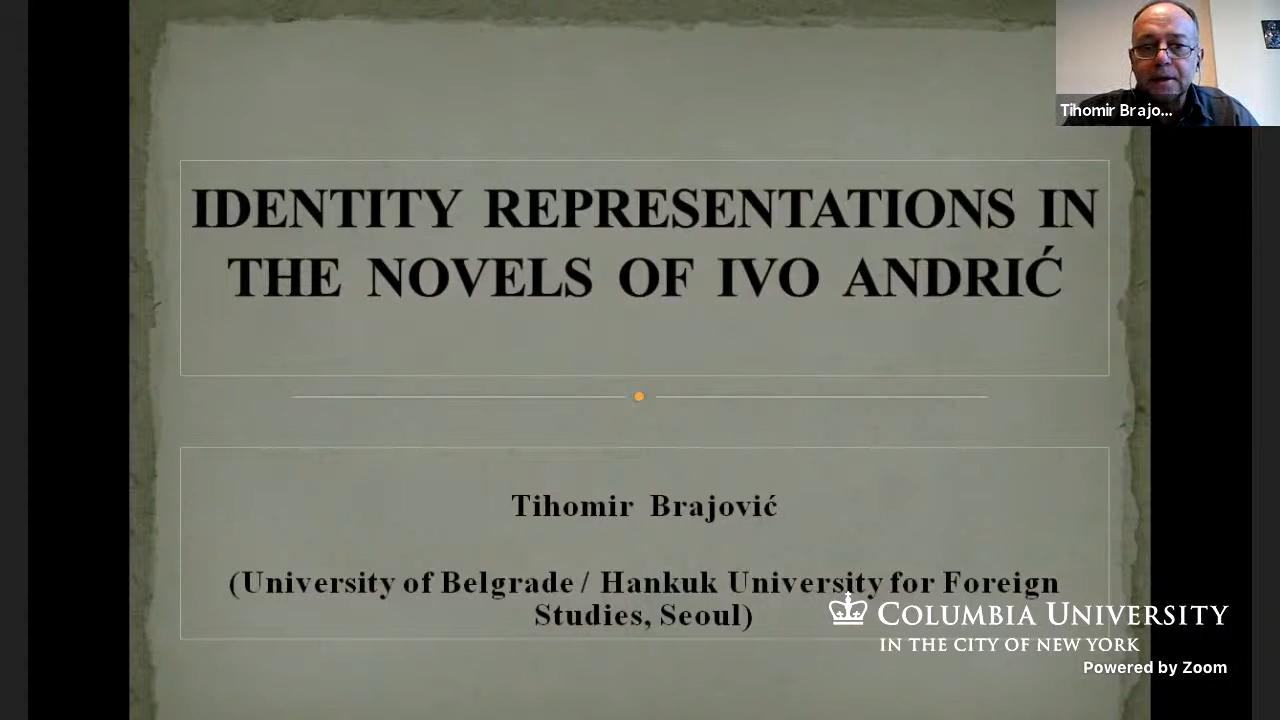 Tihomir Brajo...
IDENTITY REPRESENTATIONS IN
THE NOVELS OF IVO ANDRIĆ
Tihomir Brajović
(University of Belgrade / Hankuk University for Foreign
Studies, Seoul)
COLUMBIA UNIVERSITY
IN THE CITY OF NEW YORK
Powered by Zoom